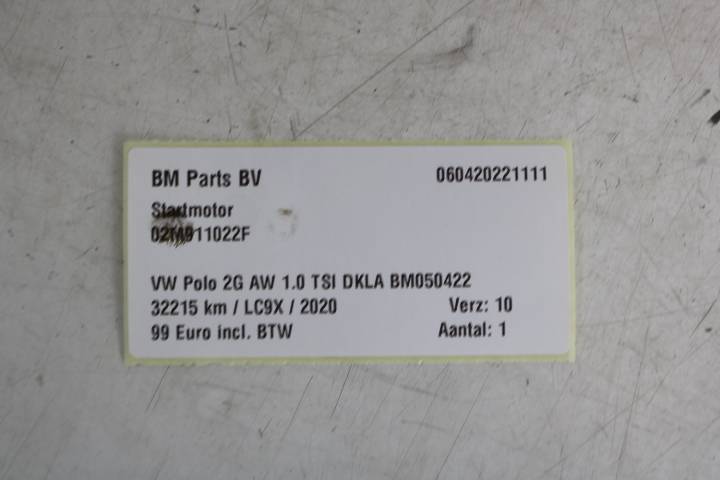 BM Parts BV 060420221111
Startmotor
02M911022F
VW Polo 2G AW 1.0 TSI DKLA BM050422
32215 km / LC9X / 2020 Verz: 10
99 Euro incl. BTW Aantal: 1